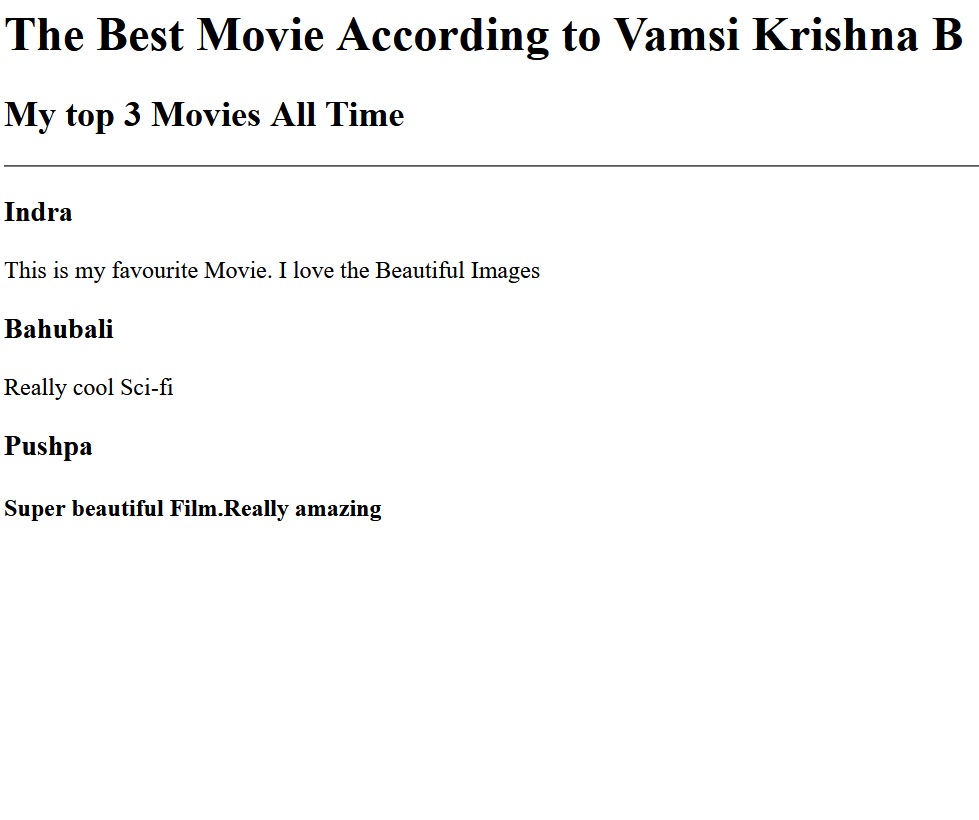 The Best Movie According to Vamsi Krishna B
My top 3 Movies All Time
Indra
This is my favourite Movie. I love the Beautiful Images
Bahubali
Really cool Sci-fi
Pushpa
Super beautiful Film.Really amazing